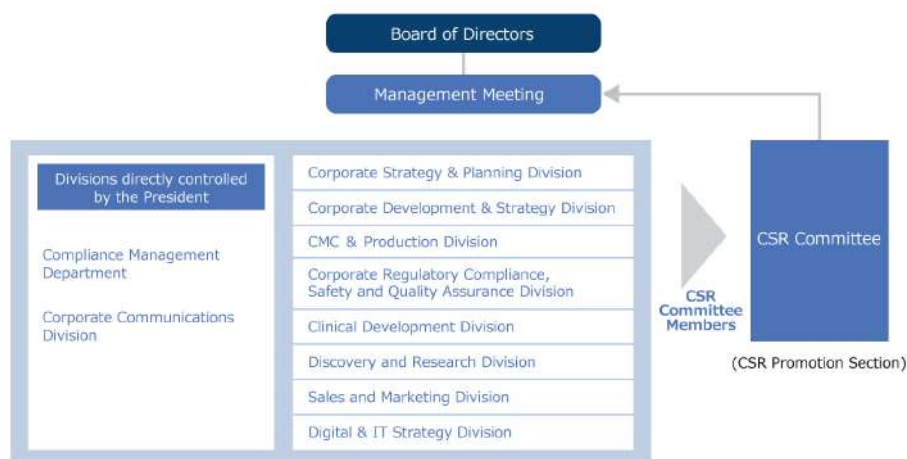 Board of Directors
Management Meeting
Divisions directly controlled
by the President
Compliance Management
Department
Corporate Communications
Division
Corporate Strategy & Planning Division
Corporate Development & Strategy Division
CMC & Production Division
Corporate Regulatory Compliance,
Safety and Quality Assurance Division
Clinical Development Division
Discovery and Research Division
Sales and Marketing Division
Digital & IT Strategy Division
CSR
Committee
Members
CSR Committee
(CSR Promotion Section)